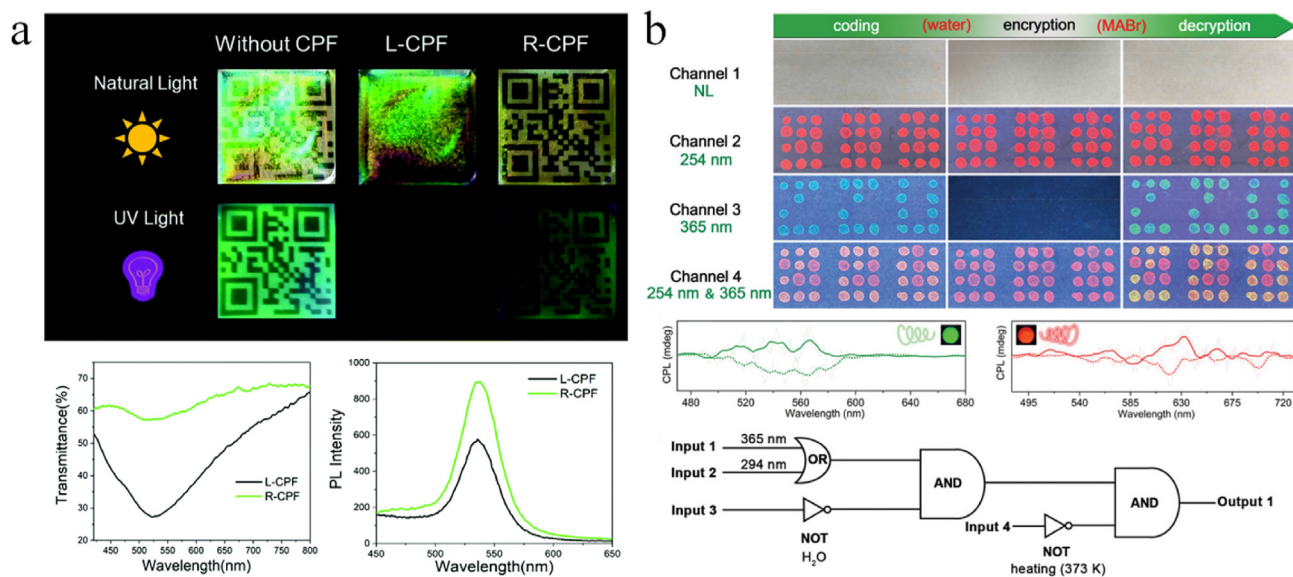 a
Without CPF
L-CPF
R-CPF
Natural Light
UV Light
Transmittance(%)
70
60
50
40
30
20
L-CPF
R-CPF
450 500 550 600 650 700 750 800
Wavelength(nm)
PL Intensity
1000
800
600
400
200
0
L-CPF
R-CPF
450 500 550 600 650
Wavelength(nm)
b
coding (water) encryption (MABr) decryption
Channel 1
NL
Channel 2
254 nm
Channel 3
365 nm
Channel 4
254 nm & 365 nm
CPL (mdeg)
480 520 560 600 640 680
Wavelength (nm)
CPL (mdeg)
495 540 585 630 675 720
Wavelength (nm)
Input 1
365 nm
Input 2
294 nm
OR
Input 3
NOT
H2O
AND
Input 4
NOT
heating (373 K)
AND
Output 1